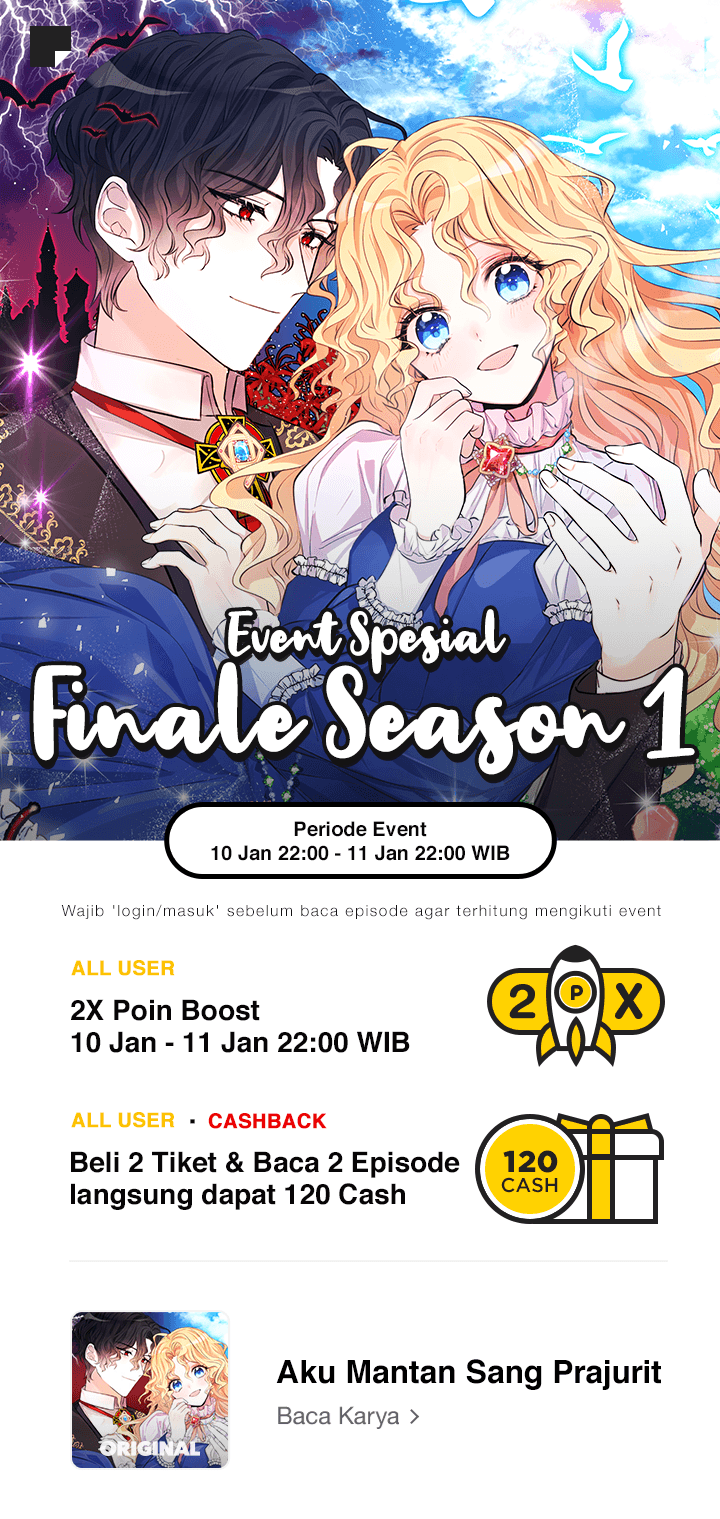 Event Spesial
Finale Season 1
Periode Event
10 Jan 22:00 - 11 Jan 22:00 WIB
Wajib 'login/masuk' sebelum baca episode agar terhitung mengikuti event
ALL USER
2X Poin Boost
10 Jan - 11 Jan 22:00 WIB
2 P X
ALL USER · CASHBACK
Beli 2 Tiket & Baca 2 Episode
langsung dapat 120 Cash
120
CASH
ORIGINAL
Aku Mantan Sang Prajurit
Baca Karya >